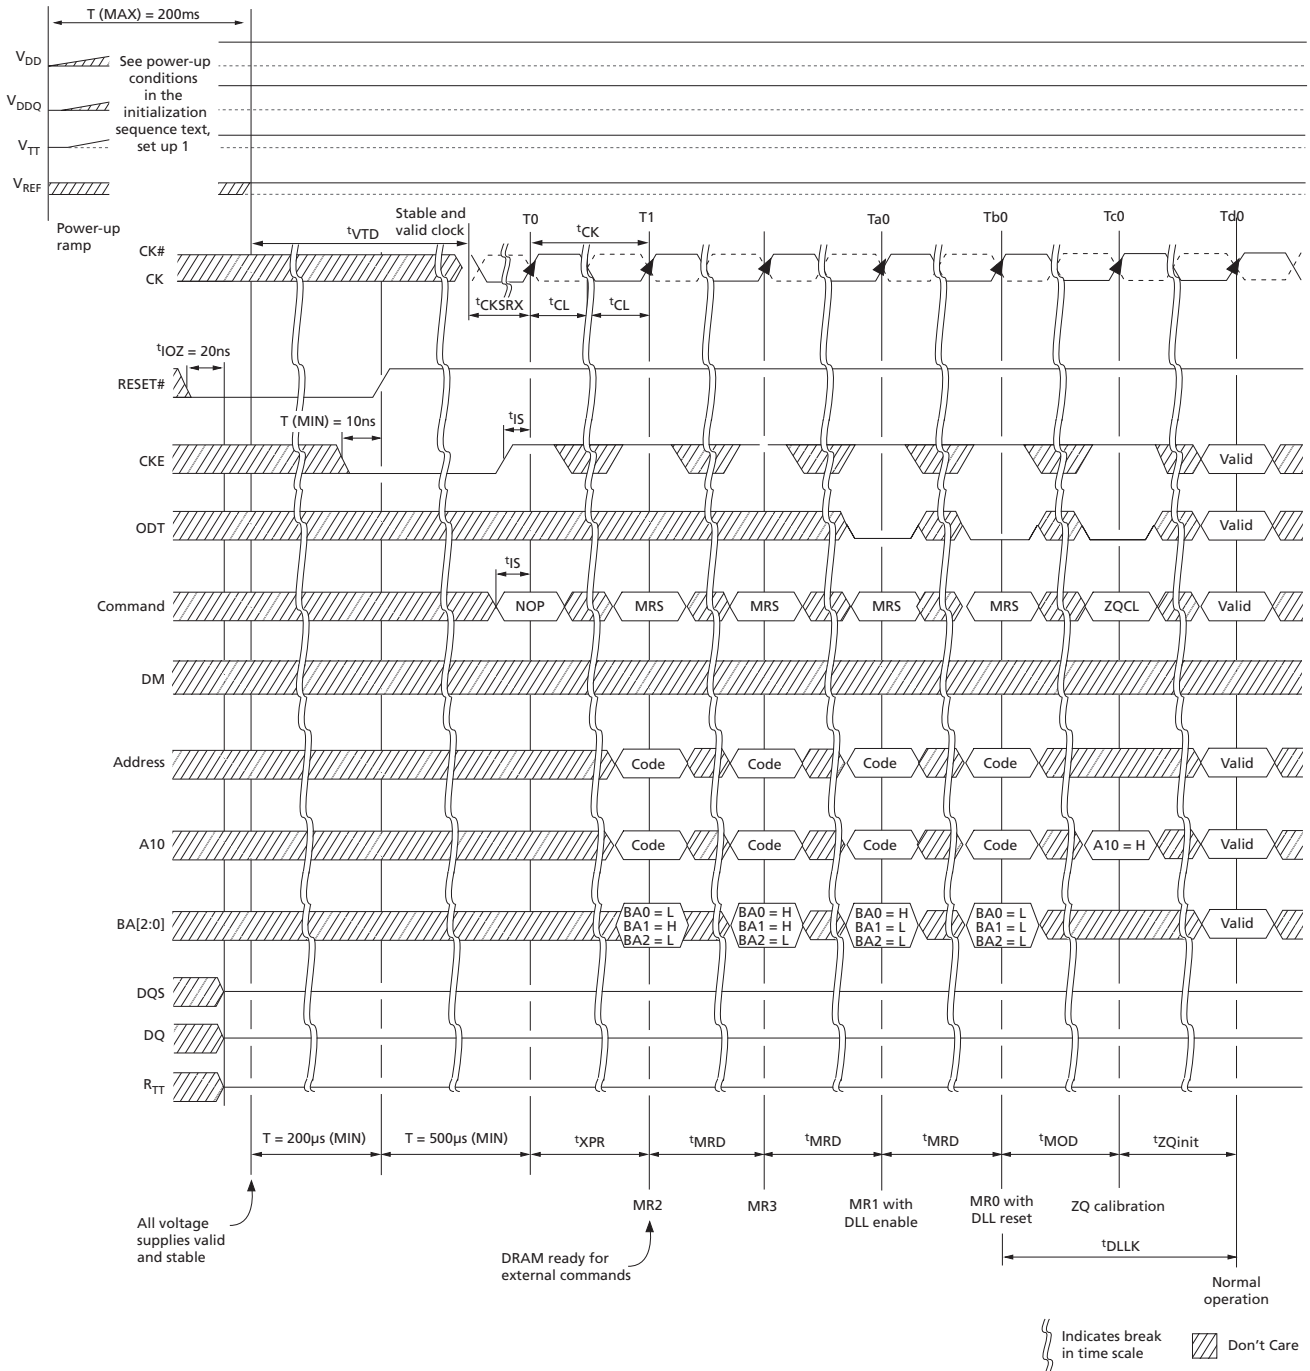 T (MAX) = 200ms
VDD
See power-up
conditions
in the
initialization
sequence text,
set up 1
VDDQ
VTT
VREF
Power-up
ramp
Stable and
valid clock
tVTD
T0
T1
Ta0
Tb0
Tc0
Td0
tCK
CK#
CK
tCKSRX
tCL
tCL
tIOZ = 20ns
RESET#
T (MIN) = 10ns
tIS
CKE
Valid
ODT
Valid
tIS
Command
NOP
MRS
MRS
MRS
MRS
ZQCL
Valid
DM
Address
Code
Code
Code
Code
Valid
A10
Code
Code
Code
Code
A10 = H
Valid
BA[2:0]
BA0 = L
BA1 = H
BA2 = L
BA0 = H
BA1 = H
BA2 = L
BA0 = H
BA1 = L
BA2 = L
BA0 = L
BA1 = L
BA2 = L
Valid
DQS
DQ
RTT
T = 200µs (MIN)
T = 500µs (MIN)
tXPR
tMRD
tMRD
tMRD
tMOD
tZQinit
MR2
MR3
MR1 with
DLL enable
MR0 with
DLL reset
ZQ calibration
All voltage
supplies valid
and stable
DRAM ready for
external commands
tDLLK
Normal
operation
Indicates break
in time scale
Don't Care